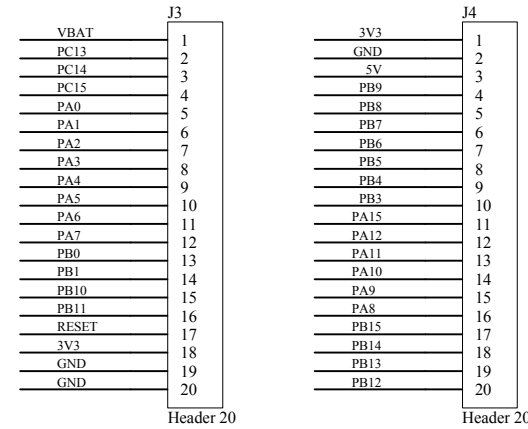 J3
VBAT 1
PC13 2
PC14 3
PC15 4
PA0 5
PA1 6
PA2 7
PA3 8
PA4 9
PA5 10
PA6 11
PA7 12
PB0 13
PB1 14
PB10 15
PB11 16
RESET 17
3V3 18
GND 19
GND 20
Header 20
J4
3V3 1
GND 2
5V 3
PB9 4
PB8 5
PB7 6
PB6 7
PB5 8
PB4 9
PB3 10
PA15 11
PA12 12
PA11 13
PA10 14
PA9 15
PA8 16
PB15 17
PB14 18
PB13 19
PB12 20
Header 20